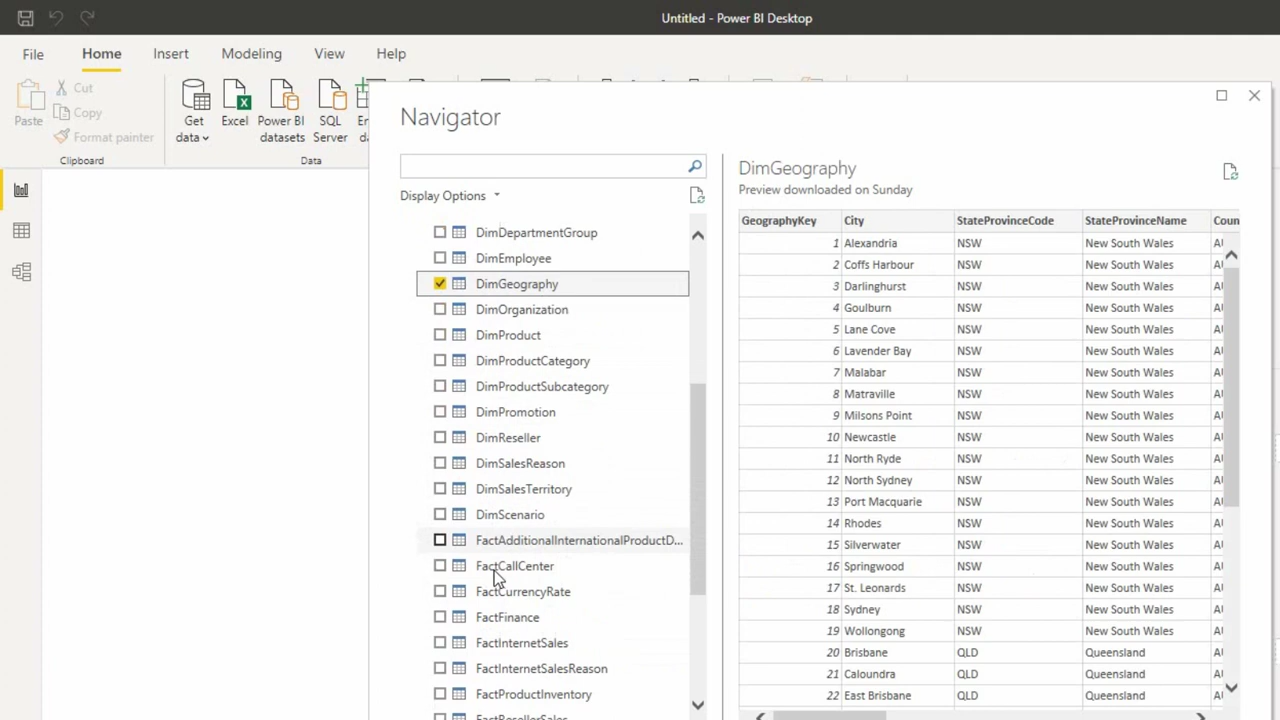 Untitled - Power BI Desktop
File Home Insert Modeling View Help
Paste
Cut
Copy
Format painter
Clipboard
Get data
Excel
Power BI datasets
SQL Server
Data
Navigator
Display Options
DimDepartmentGroup
DimEmployee
DimGeography
DimOrganization
DimProduct
DimProductCategory
DimProductSubcategory
DimPromotion
DimReseller
DimSalesReason
DimSalesTerritory
DimScenario
FactAdditionalInternationalProductD...
FactCallCenter
FactCurrencyRate
FactFinance
FactInternetSales
FactInternetSalesReason
FactProductInventory
FactResellerSales
DimGeography
Preview downloaded on Sunday
GeographyKey City StateProvinceCode StateProvinceName Coun
1 Alexandria NSW New South Wales
2 Coffs Harbour NSW New South Wales
3 Darlinghurst NSW New South Wales
4 Goulburn NSW New South Wales
5 Lane Cove NSW New South Wales
6 Lavender Bay NSW New South Wales
7 Malabar NSW New South Wales
8 Matraville NSW New South Wales
9 Milsons Point NSW New South Wales
10 Newcastle NSW New South Wales
11 North Ryde NSW New South Wales
12 North Sydney NSW New South Wales
13 Port Macquarie NSW New South Wales
14 Rhodes NSW New South Wales
15 Silverwater NSW New South Wales
16 Springwood NSW New South Wales
17 St. Leonards NSW New South Wales
18 Sydney NSW New South Wales
19 Wollongong NSW New South Wales
20 Brisbane QLD Queensland
21 Caloundra QLD Queensland
22 East Brisbane QLD Queensland